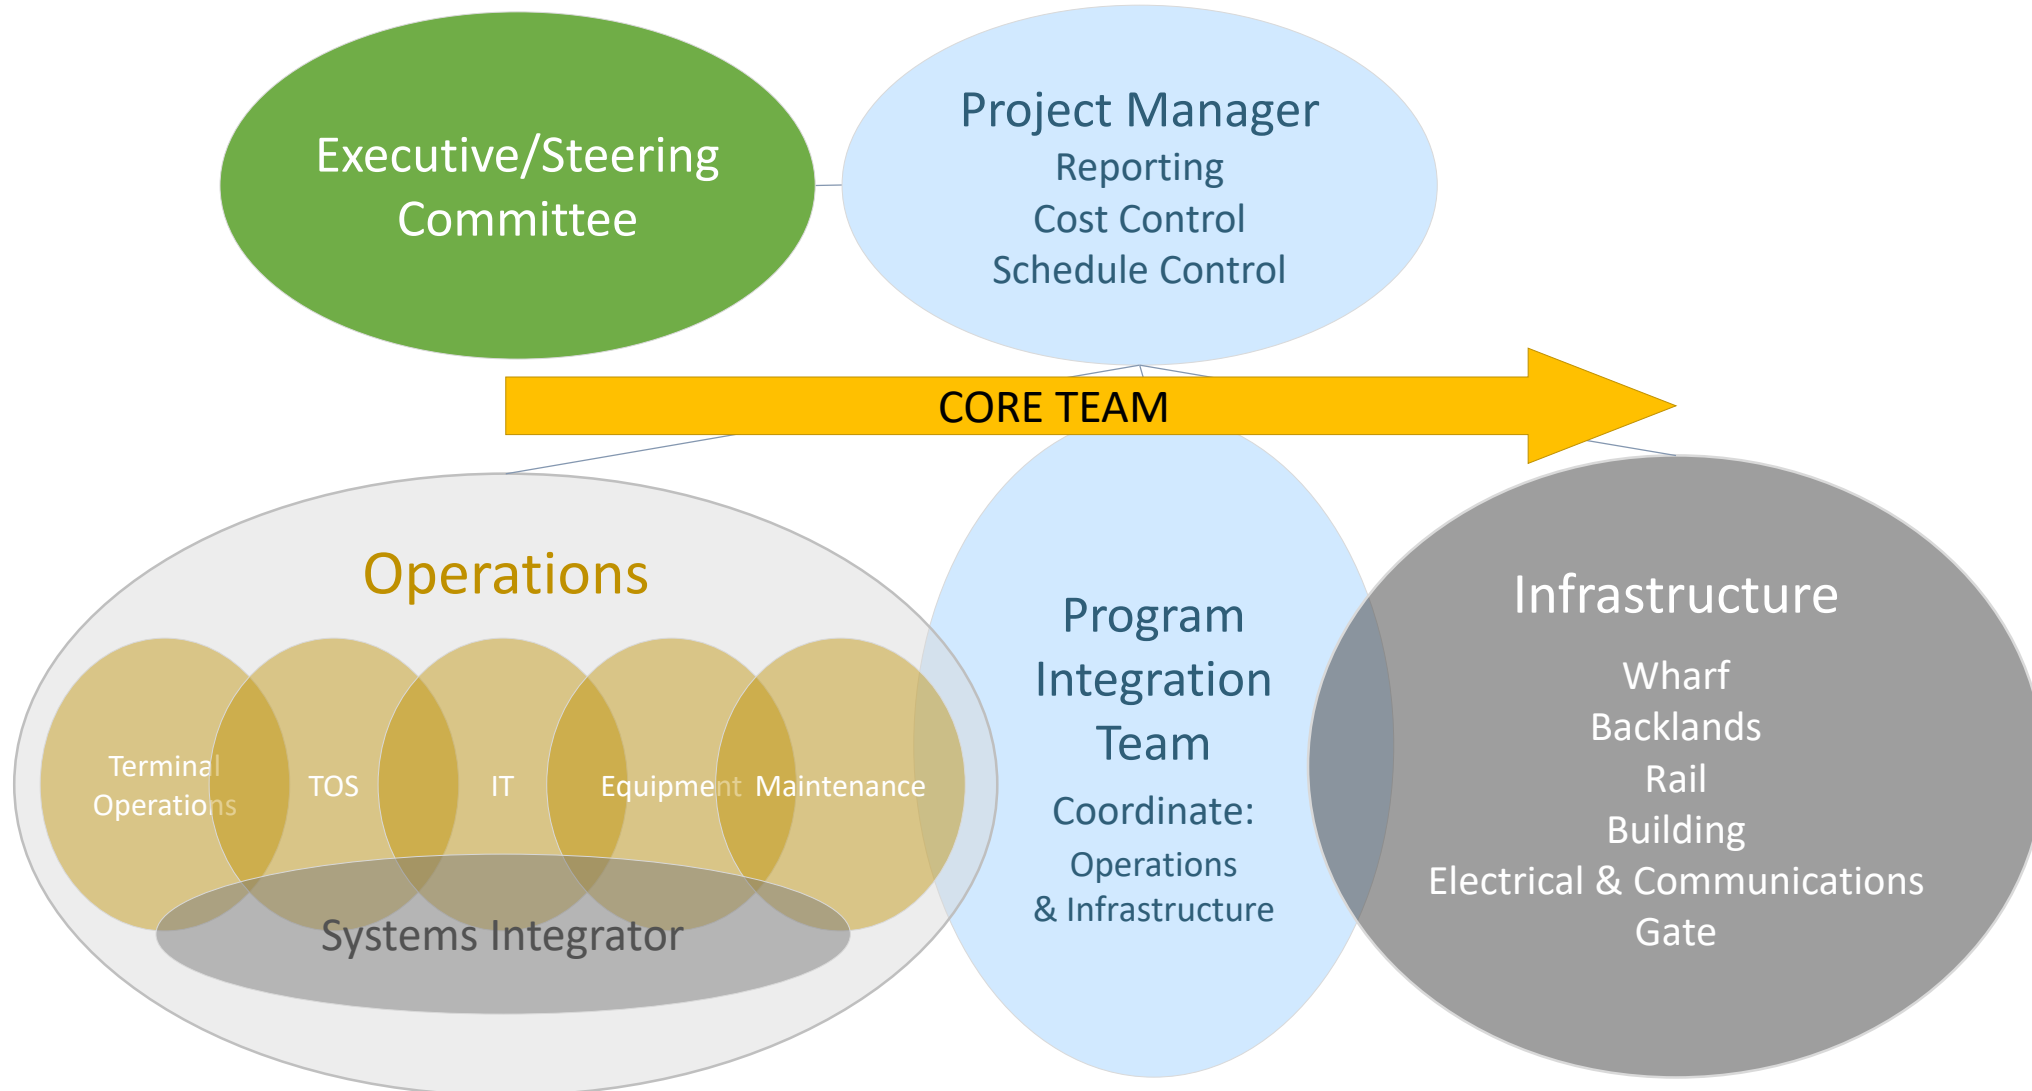 Executive/Steering
Committee
Project Manager
Reporting
Cost Control
Schedule Control
CORE TEAM
Operations
Terminal
Operations
TOS
IT
Equipment
Maintenance
Systems Integrator
Program
Integration
Team
Coordinate:
Operations
& Infrastructure
Infrastructure
Wharf
Backlands
Rail
Building
Electrical & Communications
Gate